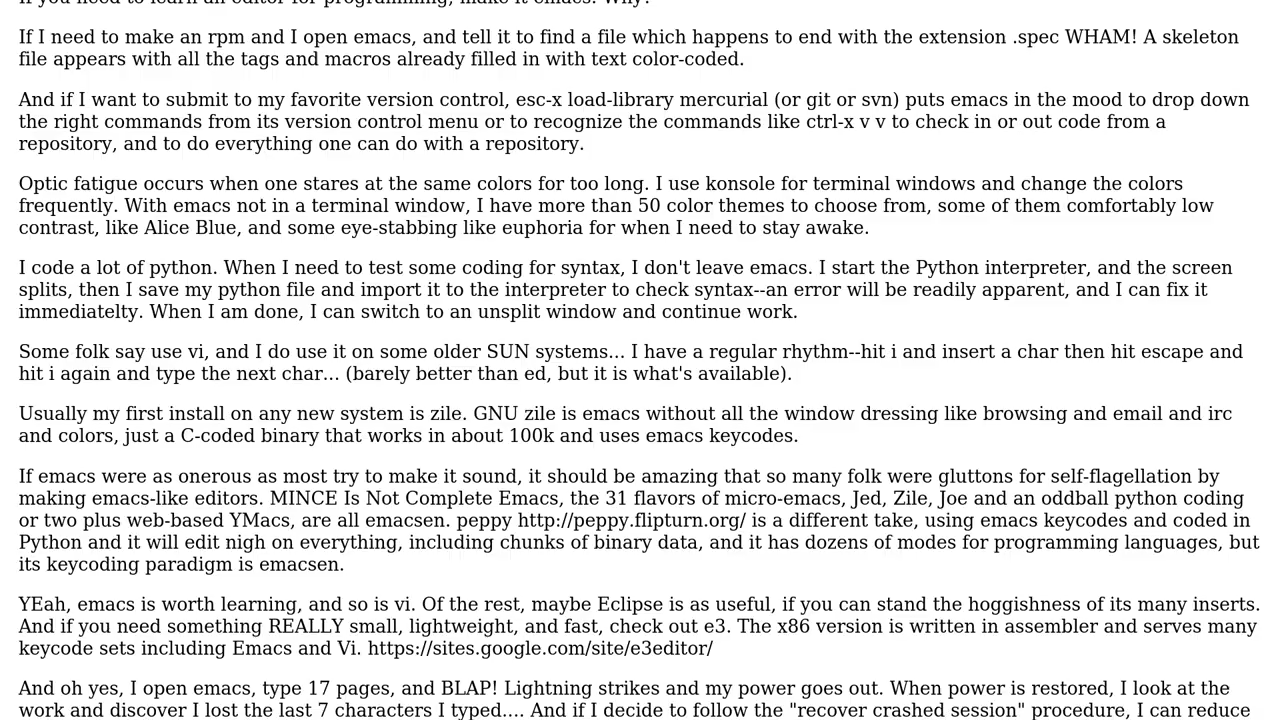 If you need to learn an editor for programming, make it emacs. Why?
If I need to make an rpm and I open emacs, and tell it to find a file which happens to end with the extension .spec WHAM! A skeleton
file appears with all the tags and macros already filled in with text color-coded.
And if I want to submit to my favorite version control, esc-x load-library mercurial (or git or svn) puts emacs in the mood to drop down
the right commands from its version control menu or to recognize the commands like ctrl-x v v to check in or out code from a
repository, and to do everything one can do with a repository.
Optic fatigue occurs when one stares at the same colors for too long. I use konsole for terminal windows and change the colors
frequently. With emacs not in a terminal window, I have more than 50 color themes to choose from, some of them comfortably low
contrast, like Alice Blue, and some eye-stabbing like euphoria for when I need to stay awake.
I code a lot of python. When I need to test some coding for syntax, I don't leave emacs. I start the Python interpreter, and the screen
splits, then I save my python file and import it to the interpreter to check syntax--an error will be readily apparent, and I can fix it
immediatelty. When I am done, I can switch to an unsplit window and continue work.
Some folk say use vi, and I do use it on some older SUN systems... I have a regular rhythm--hit i and insert a char then hit escape and
hit i again and type the next char... (barely better than ed, but it is what's available).
Usually my first install on any new system is zile. GNU zile is emacs without all the window dressing like browsing and email and irc
and colors, just a C-coded binary that works in about 100k and uses emacs keycodes.
If emacs were as onerous as most try to make it sound, it should be amazing that so many folk were gluttons for self-flagellation by
making emacs-like editors. MINCE Is Not Complete Emacs, the 31 flavors of micro-emacs, Jed, Zile, Joe and an oddball python coding
or two plus web-based YMacs, are all emacsen. peppy http://peppy.flipturn.org/ is a different take, using emacs keycodes and coded in
Python and it will edit nigh on everything, including chunks of binary data, and it has dozens of modes for programming languages, but
its keycoding paradigm is emacsen.
YEah, emacs is worth learning, and so is vi. Of the rest, maybe Eclipse is as useful, if you can stand the hoggishness of its many inserts.
And if you need something REALLY small, lightweight, and fast, check out e3. The x86 version is written in assembler and serves many
keycode sets including Emacs and Vi. https://sites.google.com/site/e3editor/
And oh yes, I open emacs, type 17 pages, and BLAP! Lightning strikes and my power goes out. When power is restored, I look at the
work and discover I lost the last 7 characters I typed.... And if I decide to follow the "recover crashed session" procedure, I can reduce